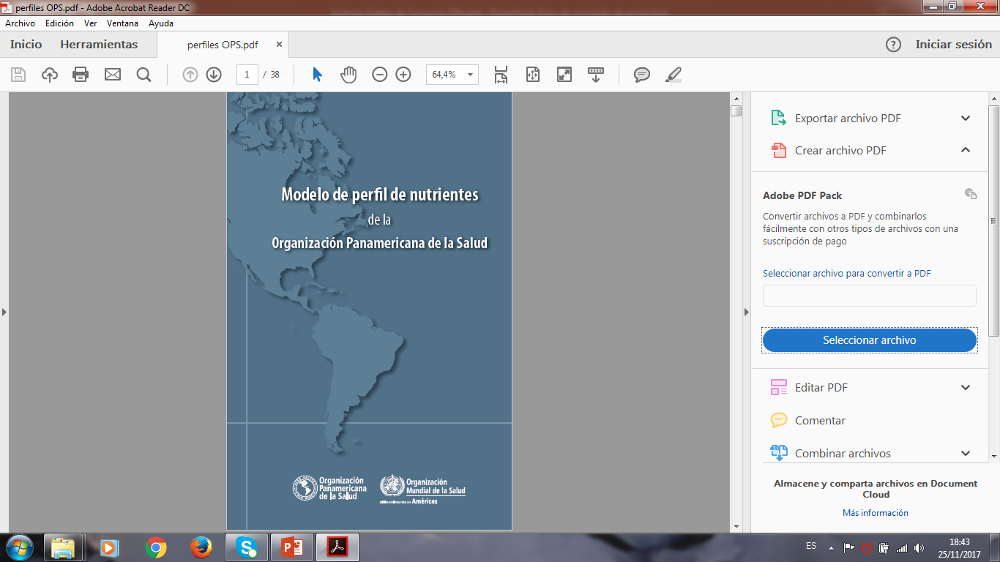 perfiles OPS.pdf - Adobe Acrobat Reader DC
Archivo Edición Ver Ventana Ayuda
Inicio Herramientas perfiles OPS.pdf × Iniciar sesión
1 / 38 64,4%
Modelo de perfil de nutrientes
de la
Organización Panamericana de la Salud
Organización
Panamericana
de la Salud
Organización
Mundial de la Salud
Américas
Exportar archivo PDF
Crear archivo PDF
Adobe PDF Pack
Convertir archivos a PDF y combinarlos
fácilmente con otros tipos de archivos con una
suscripción de pago
Seleccionar archivo para convertir a PDF
Seleccionar archivo
Editar PDF
Comentar
Combinar archivos
Almacene y comparta archivos en Document
Cloud
Más información
ES
18:43
25/11/2017